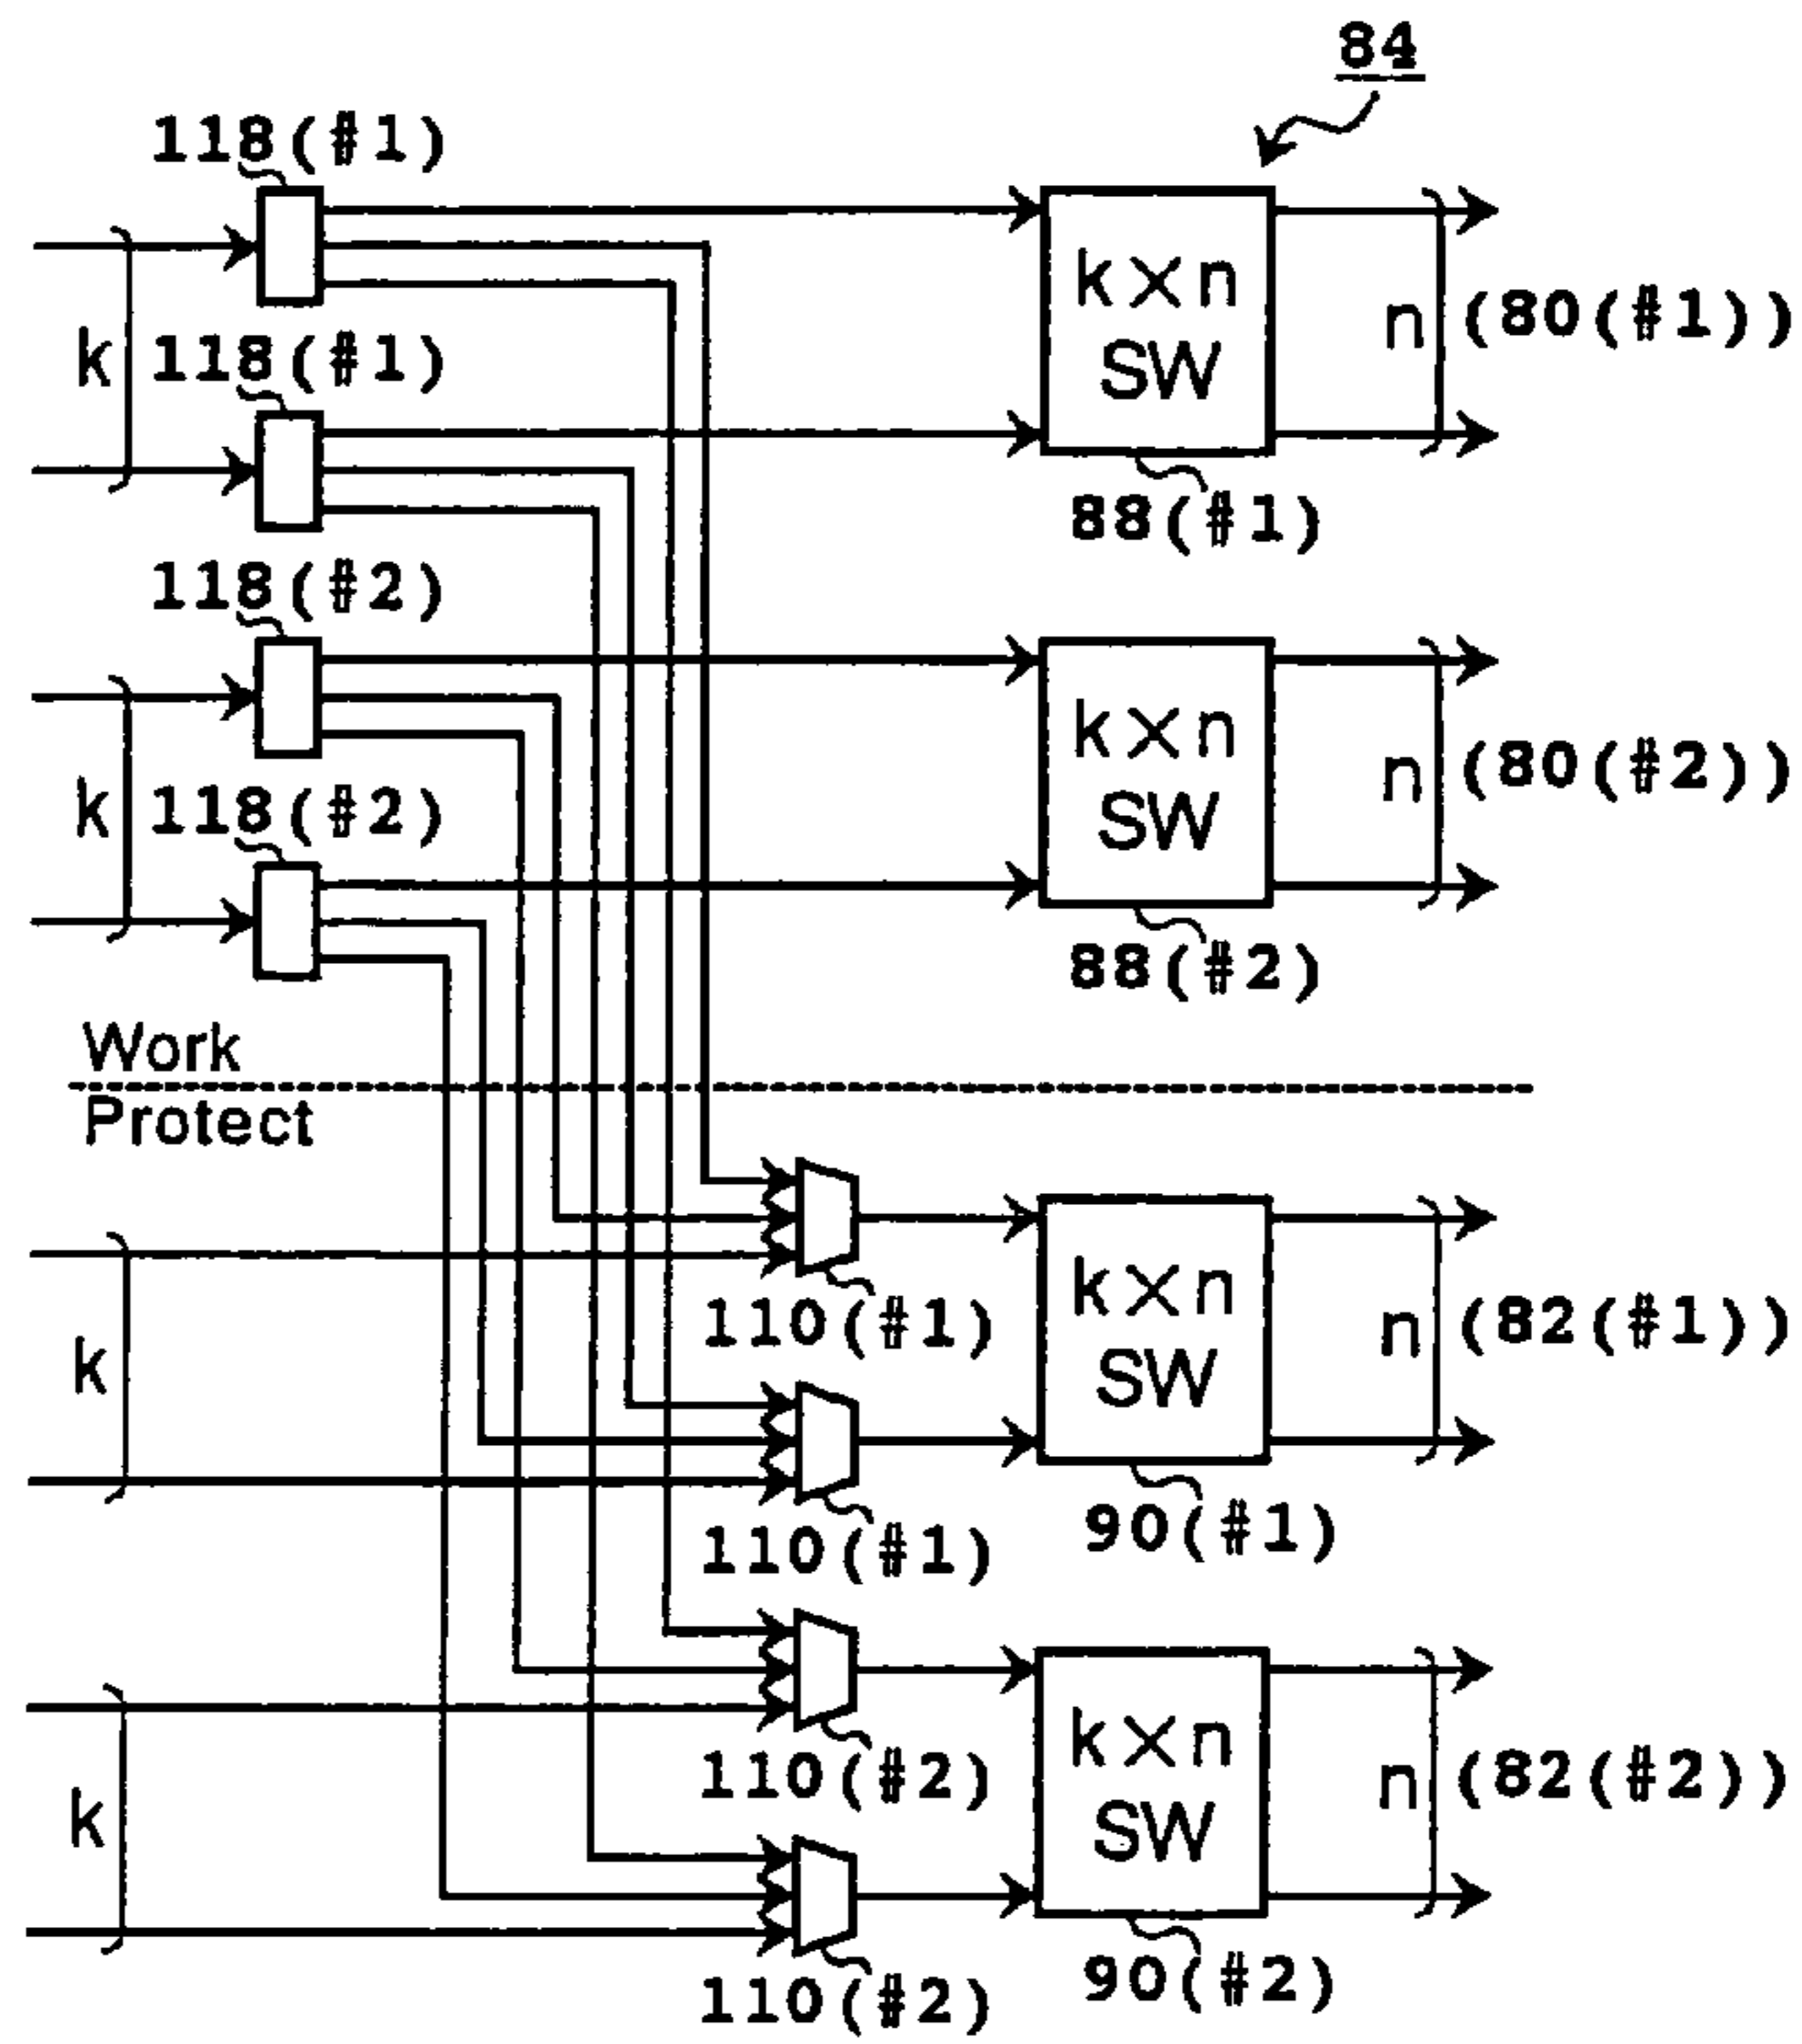 84
118(#1)
k×n
SW
n
(80(#1))
k
118(#1)
88(#1)
118(#2)
k×n
SW
n
(80(#2))
k
118(#2)
88(#2)
Work
Protect
k×n
SW
n
(82(#1))
k
110(#1)
90(#1)
110(#1)
k×n
SW
n
(82(#2))
k
110(#2)
90(#2)
110(#2)